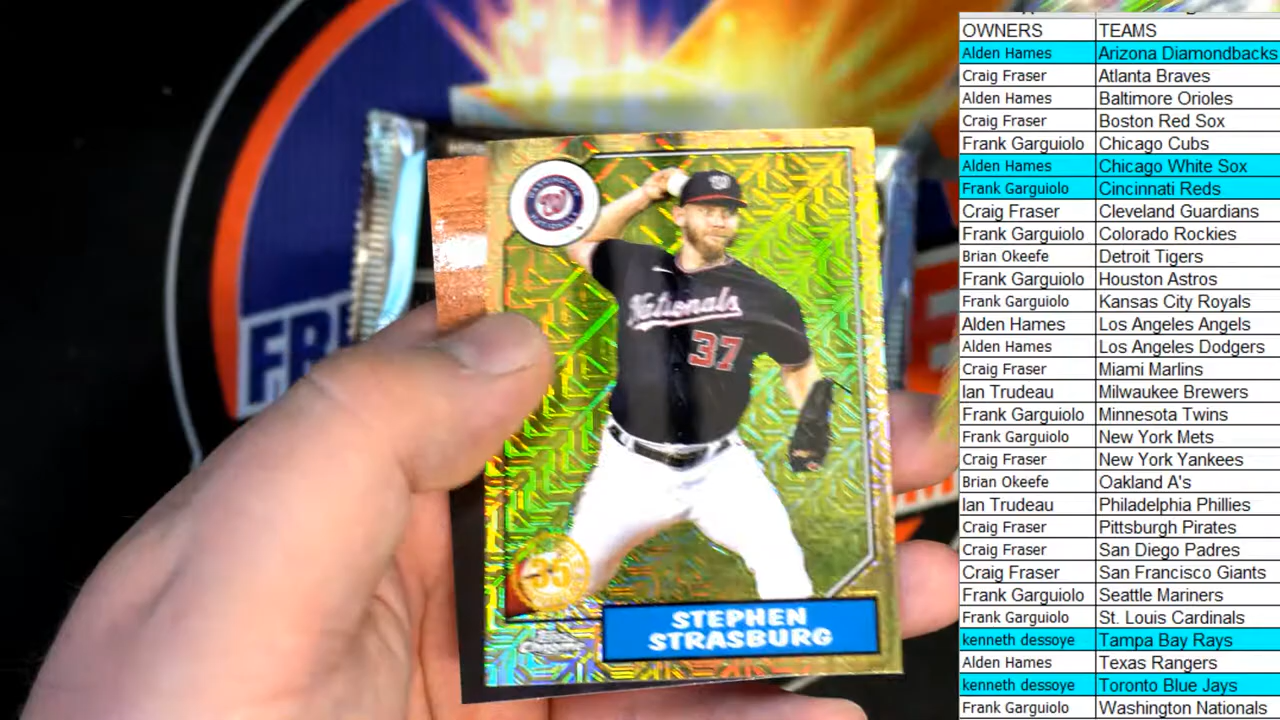 WASHINGTON
W
NATIONALS
W
Nationals
37
35
STEPHEN
STRASBURG
OWNERS TEAMS
Alden Hames Arizona Diamondbacks
Craig Fraser Atlanta Braves
Alden Hames Baltimore Orioles
Craig Fraser Boston Red Sox
Frank Garguiolo Chicago Cubs
Alden Hames Chicago White Sox
Frank Garguiolo Cincinnati Reds
Craig Fraser Cleveland Guardians
Frank Garguiolo Colorado Rockies
Brian Okeefe Detroit Tigers
Frank Garguiolo Houston Astros
Frank Garguiolo Kansas City Royals
Alden Hames Los Angeles Angels
Alden Hames Los Angeles Dodgers
Craig Fraser Miami Marlins
Ian Trudeau Milwaukee Brewers
Frank Garguiolo Minnesota Twins
Frank Garguiolo New York Mets
Craig Fraser New York Yankees
Brian Okeefe Oakland A's
Ian Trudeau Philadelphia Phillies
Craig Fraser Pittsburgh Pirates
Craig Fraser San Diego Padres
Craig Fraser San Francisco Giants
Frank Garguiolo Seattle Mariners
Frank Garguiolo St. Louis Cardinals
kenneth dessoye Tampa Bay Rays
Alden Hames Texas Rangers
kenneth dessoye Toronto Blue Jays
Frank Garguiolo Washington Nationals